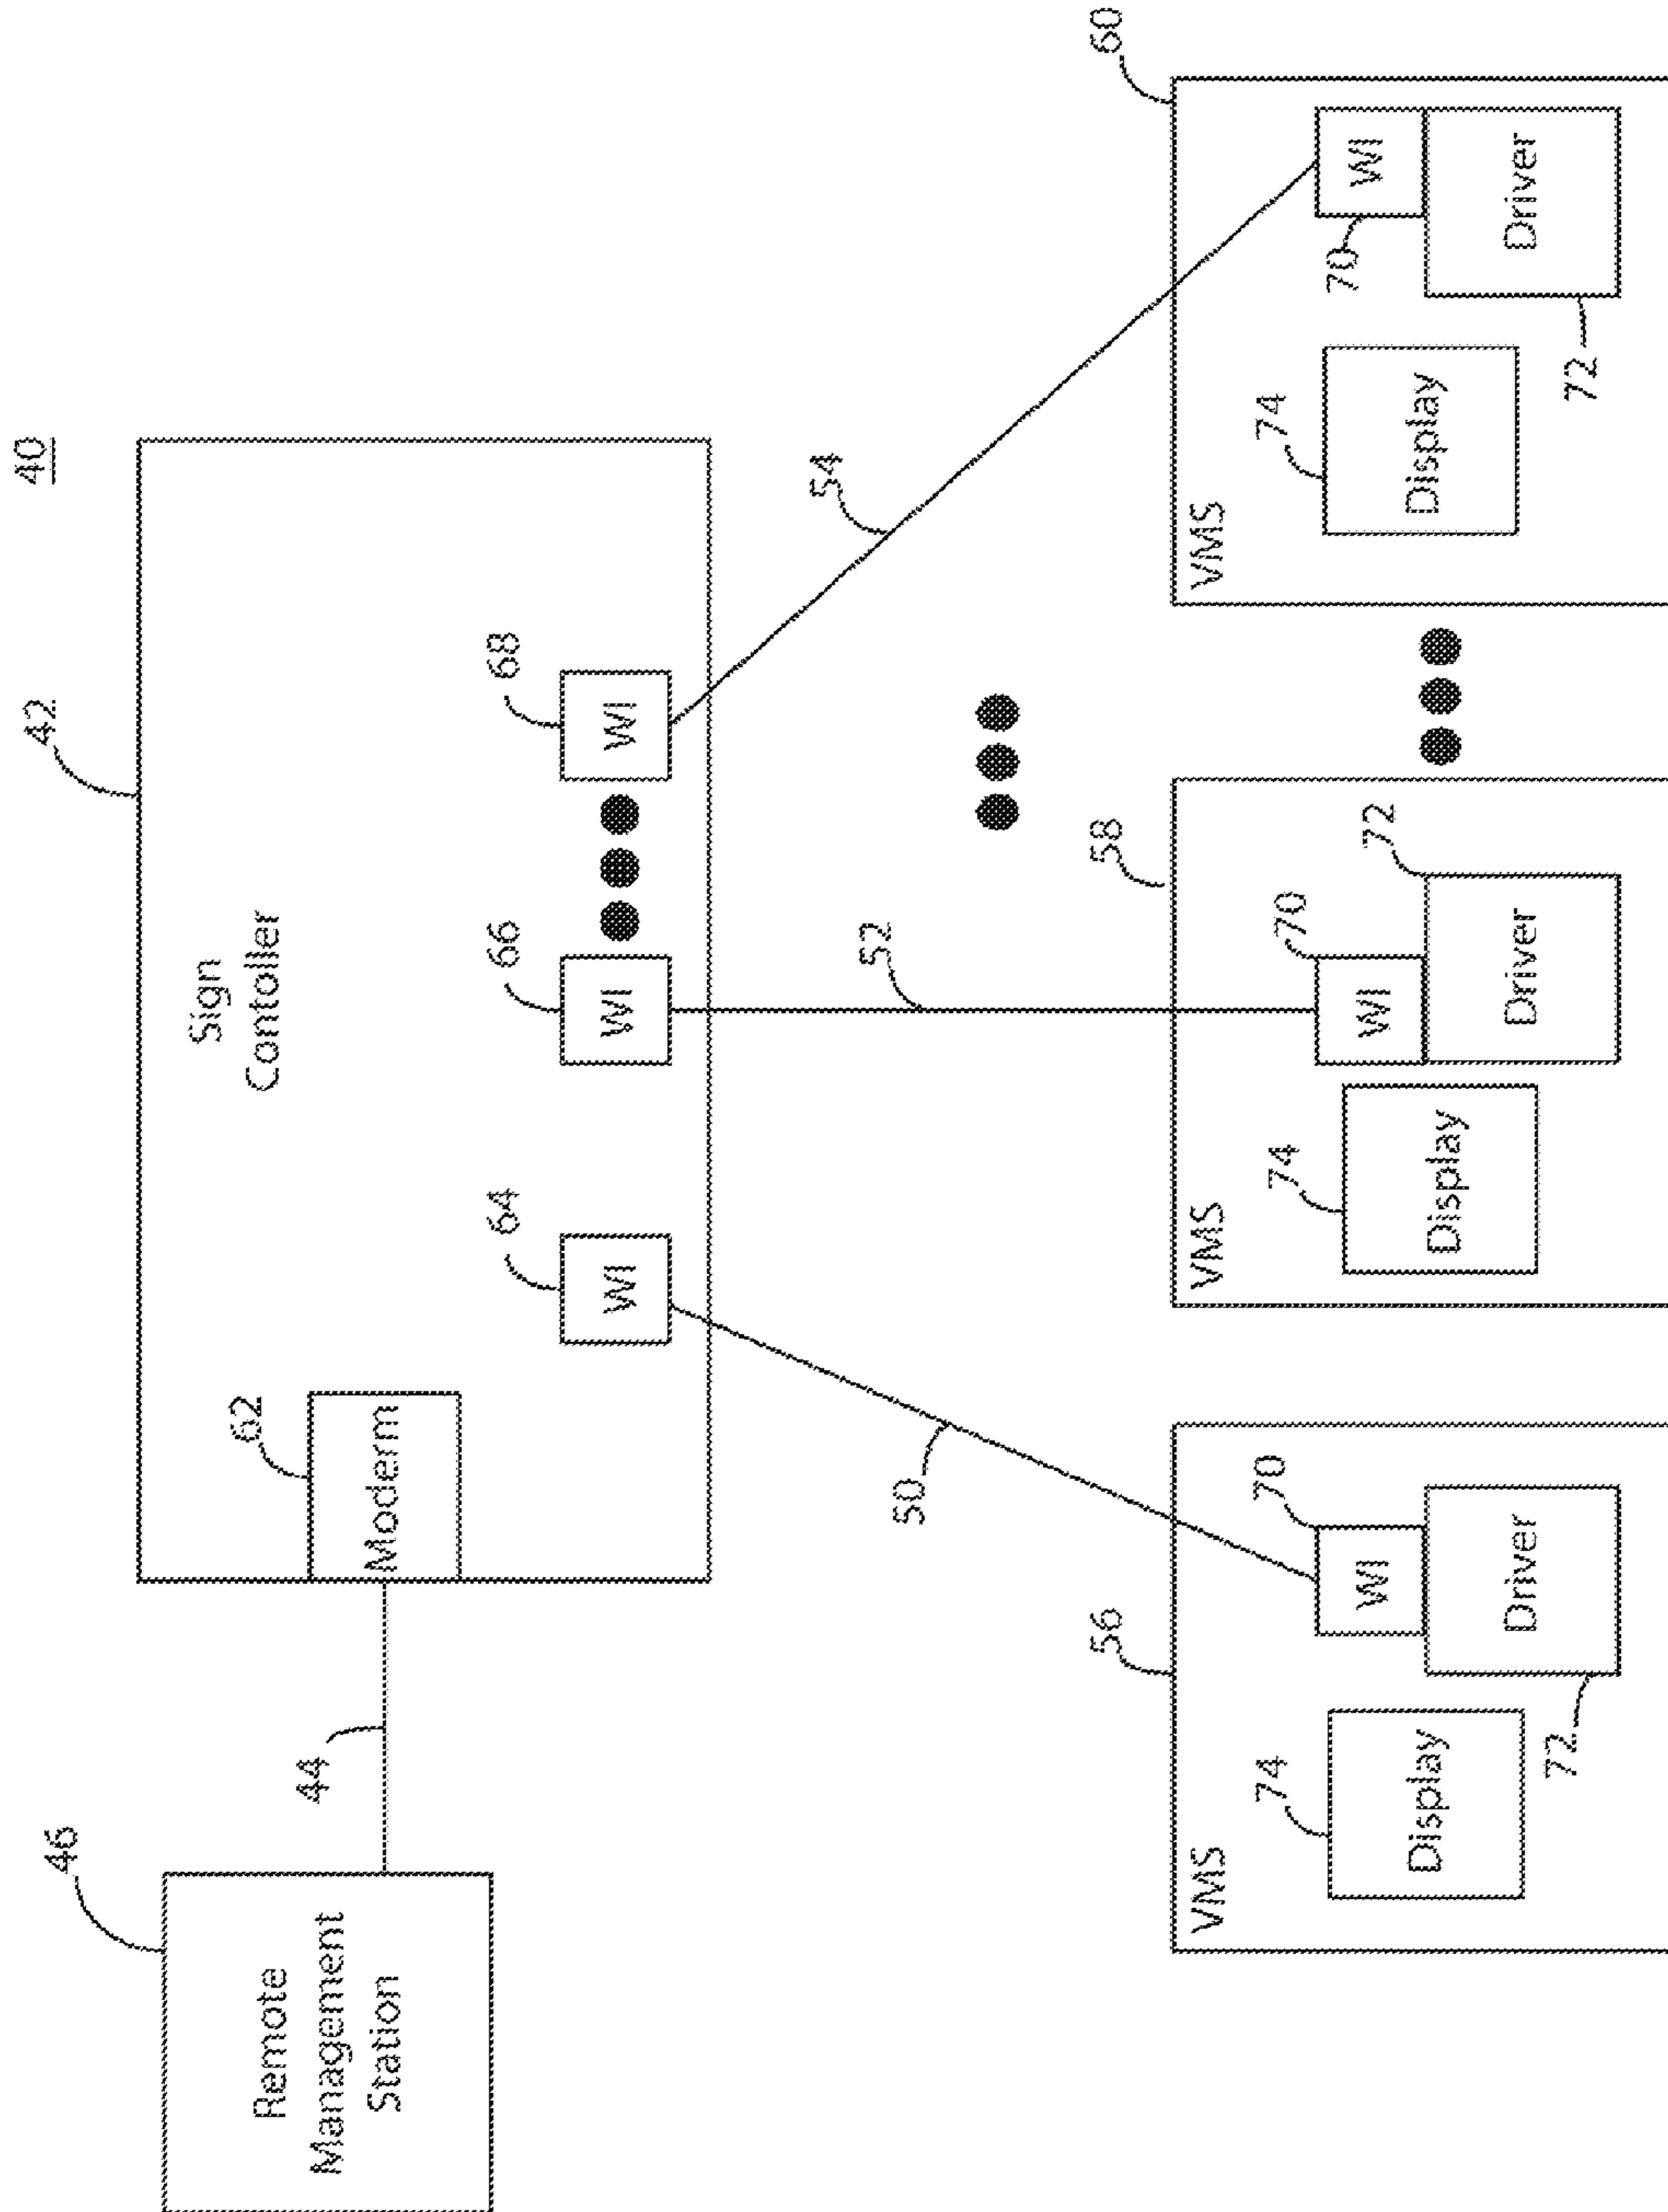 40
42
46
Remote
Management
Station
44
62
Moderm
Sign
Contoller
64
WI
66
WI
68
WI
50
52
54
56
VMS
74
Display
70
WI
Driver
72
58
VMS
74
Display
70
WI
Driver
72
60
VMS
74
Display
70
WI
Driver
72